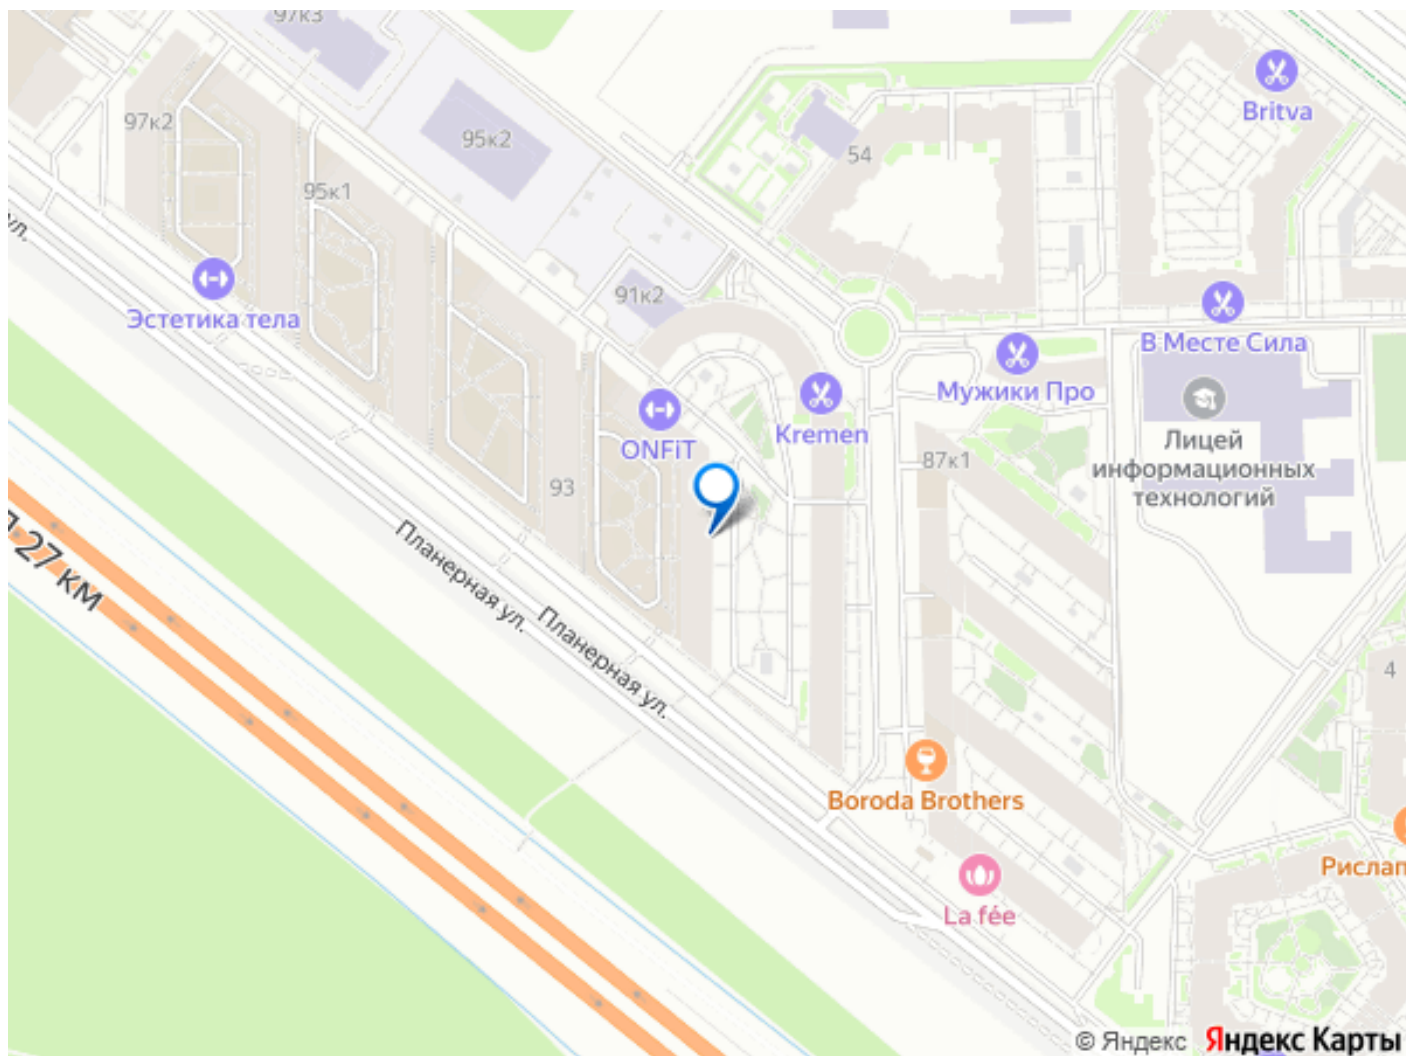 97к3
Britva
97к2
95к2
54
95к1
ул.
91к2
Эстетика тела
В Месте Сила
Мужики Про
Kremen
ONFIT
87к1
Лицей
информационных
технологий
93
27 км
Планерная ул.
Планерная ул.
4
Boroda Brothers
La fée
© Яндекс Яндекс Карты